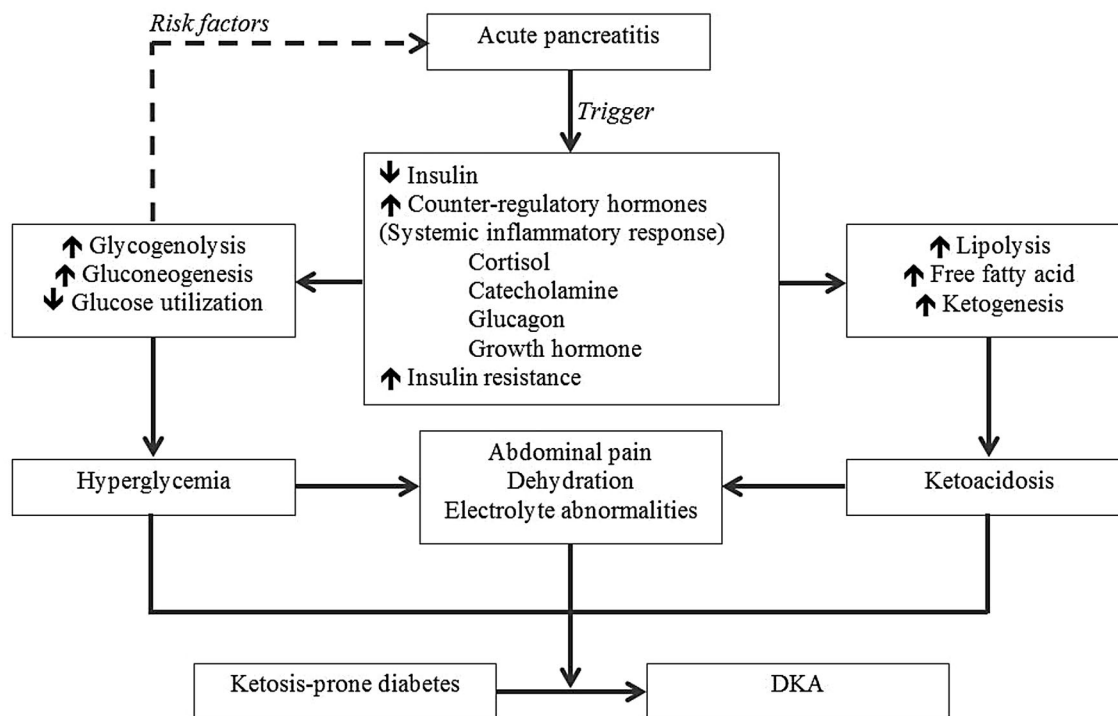 Risk factors
Acute pancreatitis
Trigger
↓ Insulin
↑ Counter-regulatory hormones
(Systemic inflammatory response)
Cortisol
Catecholamine
Glucagon
Growth hormone
↑ Insulin resistance
↑ Glycogenolysis
↑ Gluconeogenesis
↓ Glucose utilization
↑ Lipolysis
↑ Free fatty acid
↑ Ketogenesis
Hyperglycemia
Abdominal pain
Dehydration
Electrolyte abnormalities
Ketoacidosis
Ketosis-prone diabetes
DKA